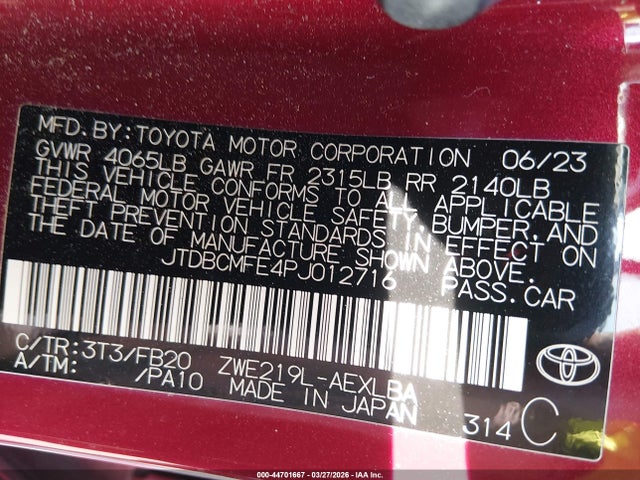 MFD.BY:TOYOTA MOTOR CORPORATION 06/23
GVWR 4065LB GAWR FR 2315LB RR 2140LB
THIS VEHICLE CONFORMS TO ALL APPLICABLE
FEDERAL MOTOR VEHICLE SAFETY,BUMPER,AND
THEFT PREVENTION STANDARDS IN EFFECT ON
THE DATE OF MANUFACTURE SHOWN ABOVE.
JTDBCMFE4PJ012716 PASS.CAR
C/TR:3T3/FB20 ZWE219L-AEXLBA
A/TM: /PA10 MADE IN JAPAN 314 C
TOYOTA
000-44701667 | 03/27/2026 - IAA, Inc.